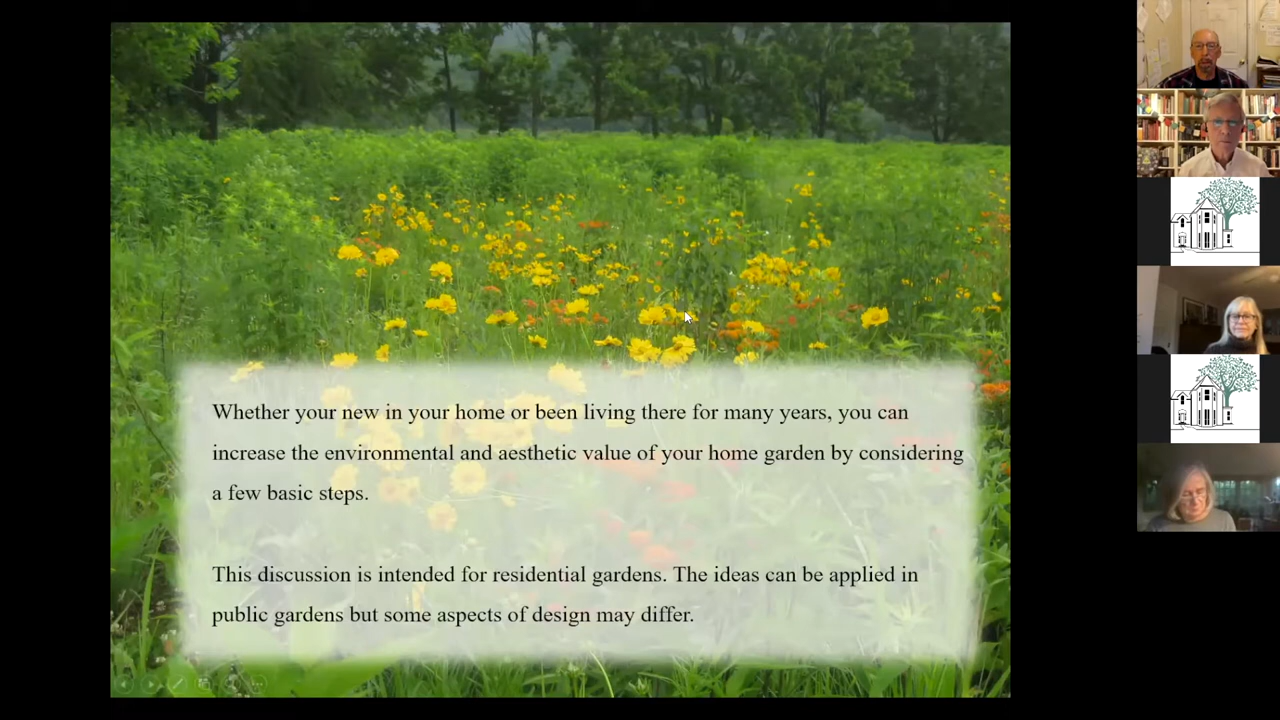 Whether your new in your home or been living there for many years, you can
increase the environmental and aesthetic value of your home garden by considering
a few basic steps.
This discussion is intended for residential gardens. The ideas can be applied in
public gardens but some aspects of design may differ.